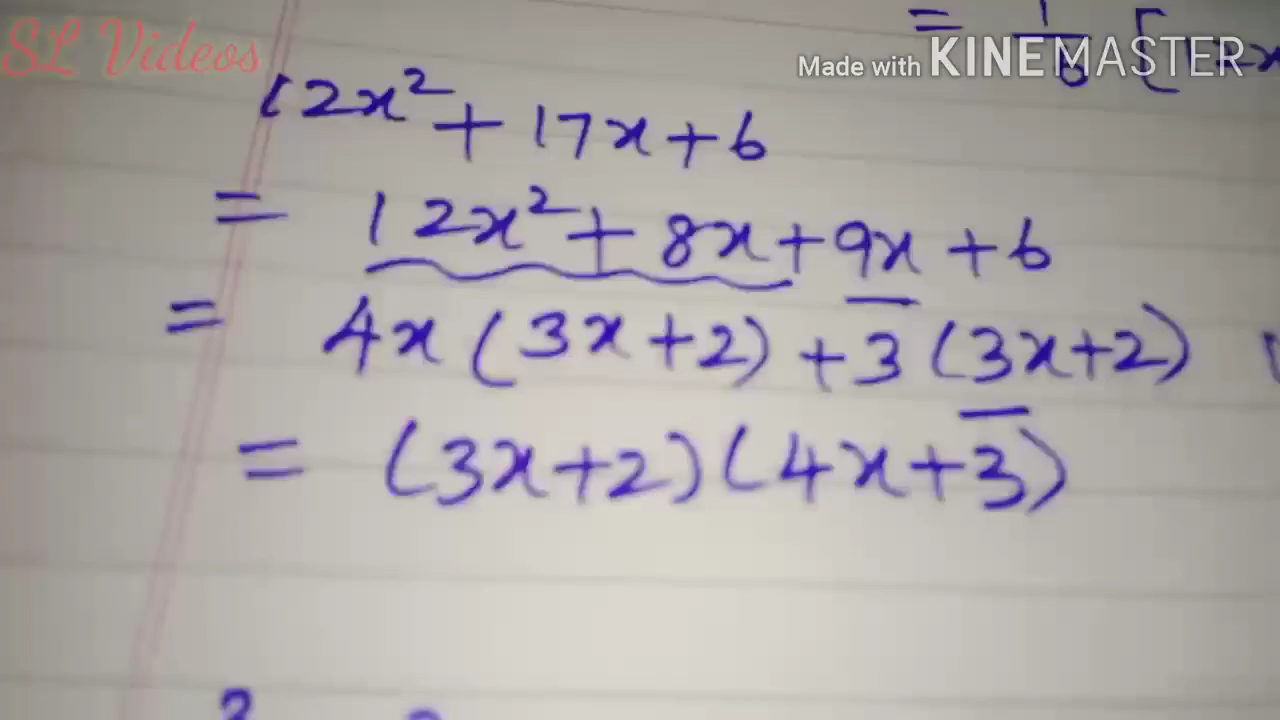 SL Videos
Made with KINEMASTER
12x² + 17x + 6
= 12x² + 8x + 9x + 6
= 4x (3x + 2) + 3 (3x + 2)
= (3x + 2) (4x + 3)